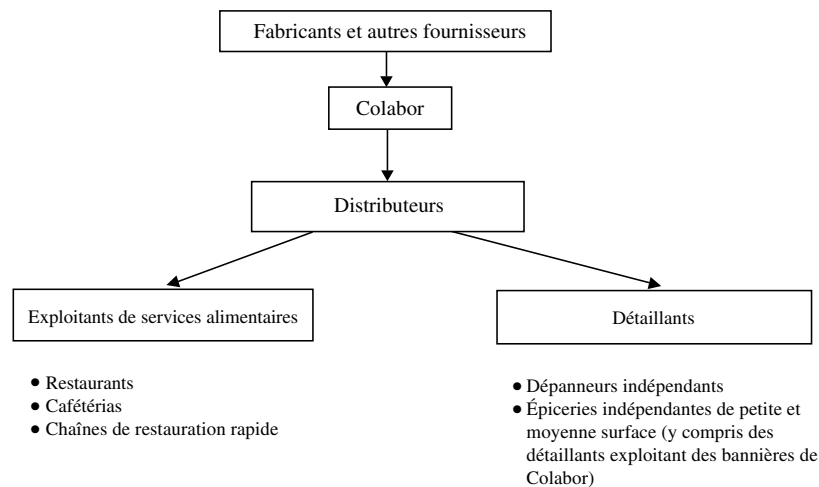 Fabricants et autres fournisseurs
Colabor
Distributeurs
Exploitants de services alimentaires
Détaillants
● Restaurants
● Cafétérias
● Chaînes de restauration rapide
● Dépanneurs indépendants
● Épiceries indépendantes de petite et
moyenne surface (y compris des
détaillants exploitant des bannières de
Colabor)